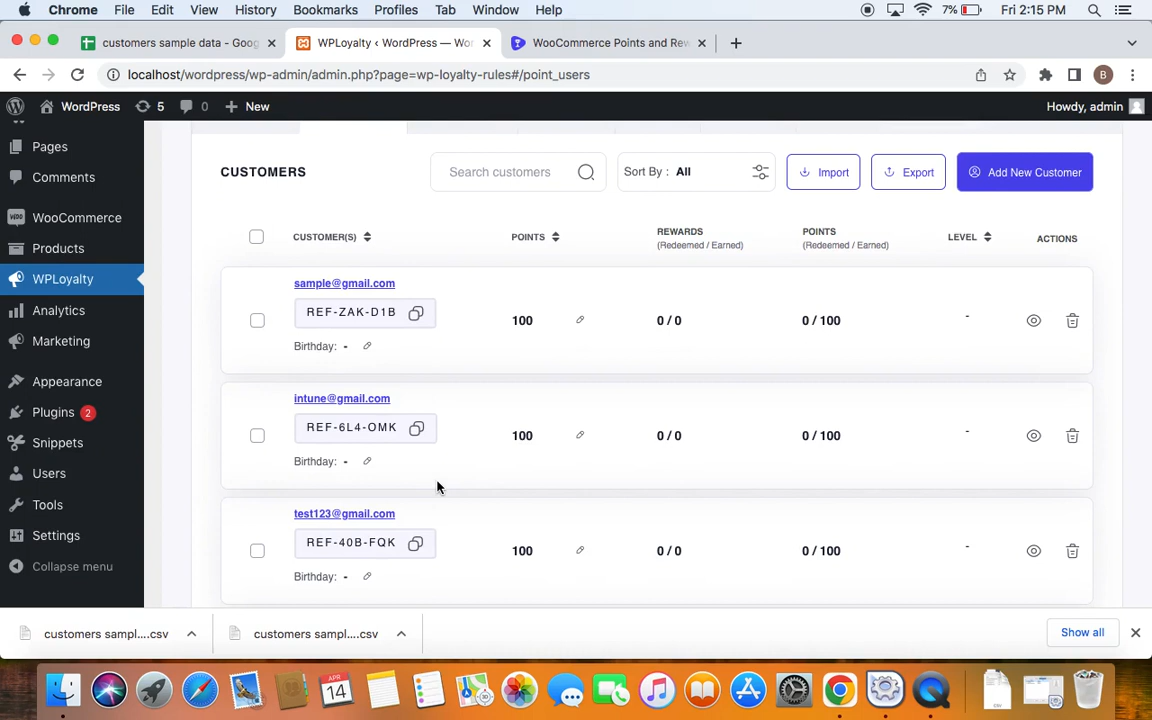 Chrome File Edit View History Bookmarks Profiles Tab Window Help 7% Fri 2:15 PM
customers sample data - Goog WPLoyalty ‹ WordPress — Wor WooCommerce Points and Rew
localhost/wordpress/wp-admin/admin.php?page=wp-loyalty-rules#/point_users B
WordPress 5 0 New Howdy, admin
Pages
Comments
WooCommerce
Products
WPLoyalty
Analytics
Marketing
Appearance
Plugins 2
Snippets
Users
Tools
Settings
Collapse menu
CUSTOMERS Search customers Sort By : All Import Export Add New Customer
CUSTOMER(S) POINTS REWARDS POINTS LEVEL ACTIONS
(Redeemed / Earned) (Redeemed / Earned)
sample@gmail.com
REF-ZAK-D1B 100 0 / 0 0 / 100 -
Birthday: -
intune@gmail.com
REF-6L4-OMK 100 0 / 0 0 / 100 -
Birthday: -
test123@gmail.com
REF-40B-FQK 100 0 / 0 0 / 100 -
Birthday: -
customers sampl....csv customers sampl....csv Show all
APR
14